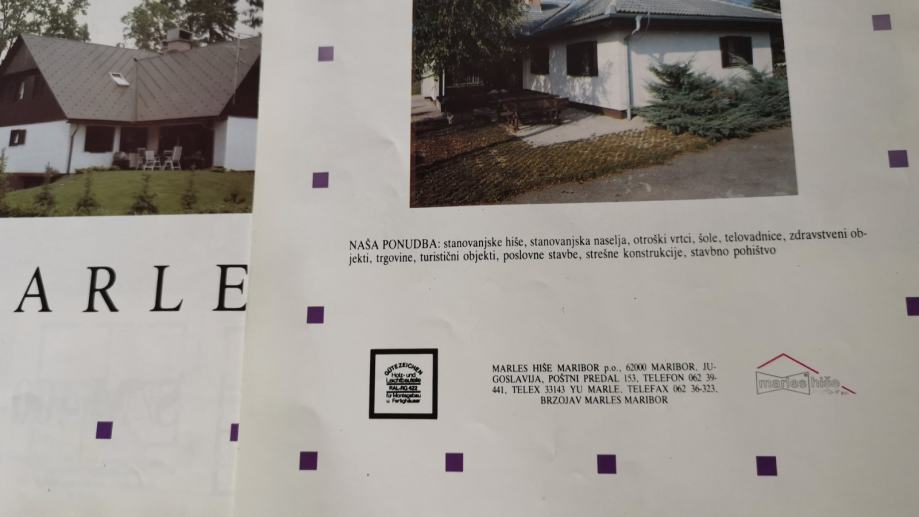 ARLE
NAŠA PONUDBA: stanovanjske hiše, stanovanjska naselja, otroški vrtci, šole, telovadnice, zdravstveni ob-
jekti, trgovine, turistični objekti, poslovne stavbe, strešne konstrukcije, stavbno pohištvo
GÜTEZEICHEN
Holz- und
Leichtbauteile
RAL-RG 422
für Montagebau
u. Fertighäuser
MARLES HIŠE MARIBOR p.o., 62000 MARIBOR, JU-
GOSLAVIJA, POŠTNI PREDAL 153, TELEFON 062 39-
441, TELEX 33143 YU MARLE, TELEFAX 062 36-323,
BRZOJAV MARLES MARIBOR
marles hiše